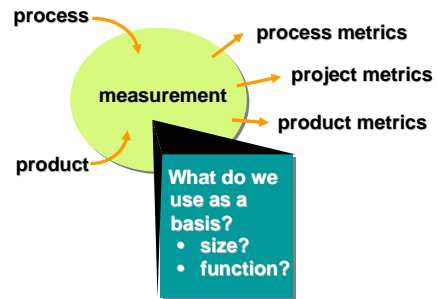 process
process metrics
project metrics
measurement
product metrics
product
What do we
use as a
basis?
• size?
• function?